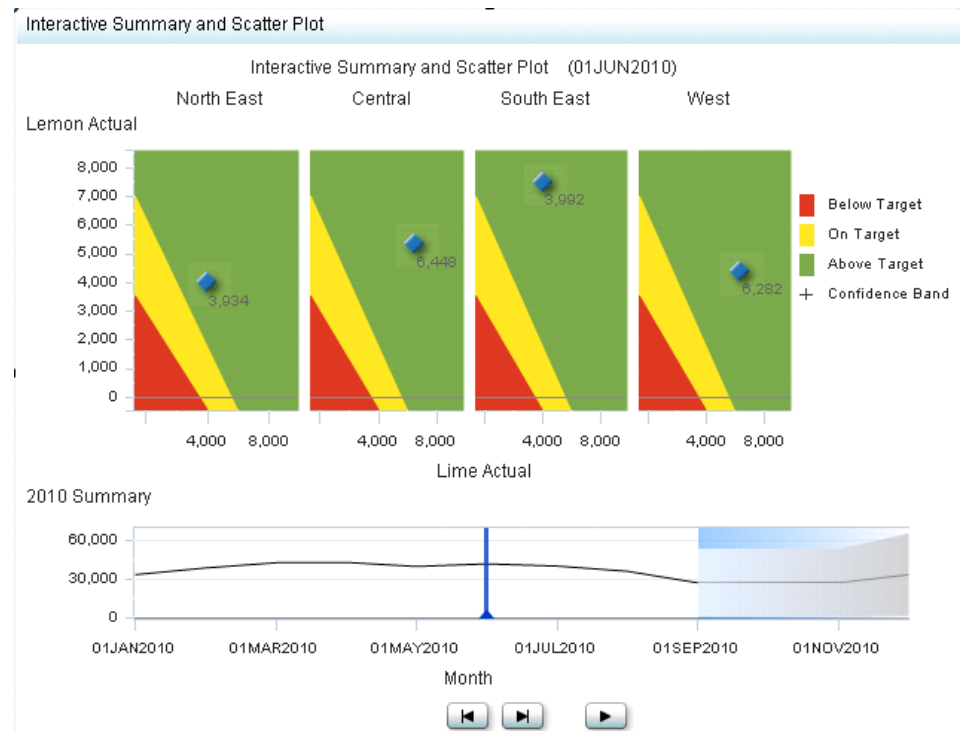 Interactive Summary and Scatter Plot
Interactive Summary and Scatter Plot (01JUN2010)
North East Central South East West
Lemon Actual
8,000
7,000
6,000
5,000
4,000
3,000
2,000
1,000
0
3,934
6,448
3,992
6,282
Below Target
On Target
Above Target
Confidence Band
4,000 8,000 4,000 8,000 4,000 8,000 4,000 8,000
Lime Actual
2010 Summary
60,000
30,000
0
01JAN2010 01MAR2010 01MAY2010 01JUL2010 01SEP2010 01NOV2010
Month